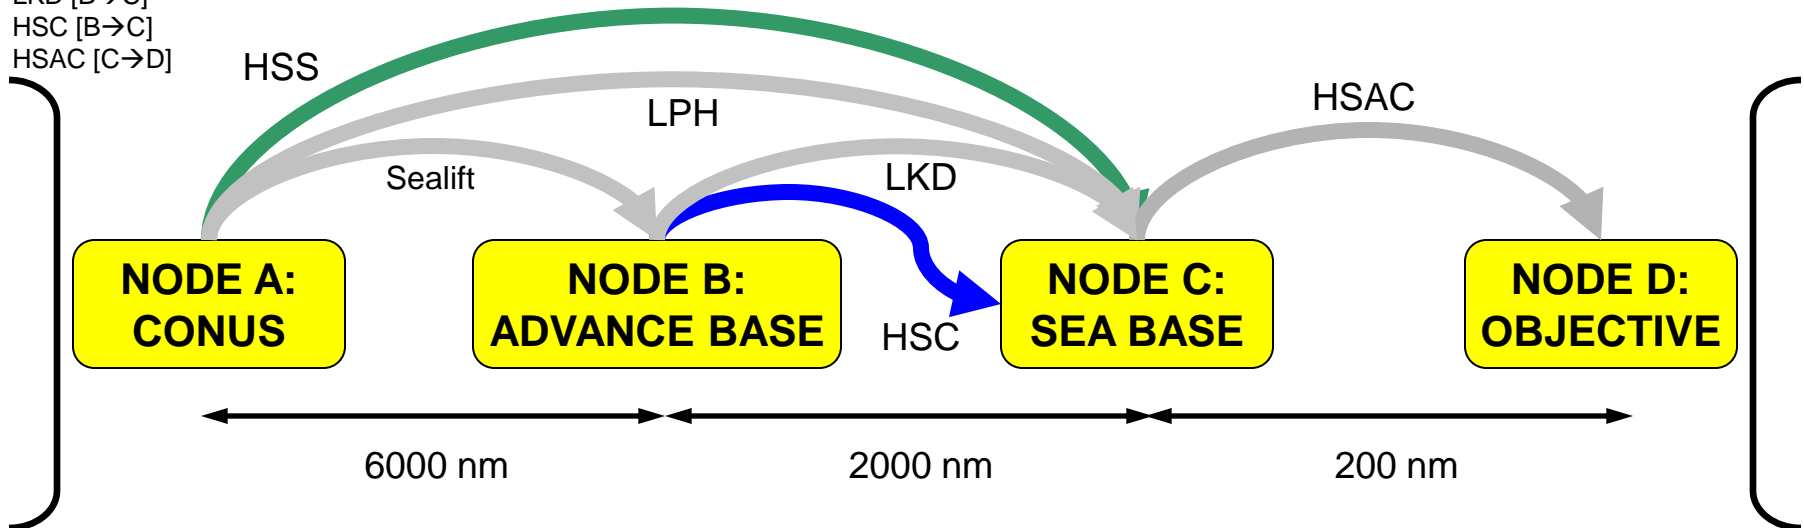 HSC [B→C]
HSAC [C→D]
HSS
LPH
HSAC
Sealift
LKD
NODE A:
CONUS
NODE B:
ADVANCE BASE
HSC
NODE C:
SEA BASE
NODE D:
OBJECTIVE
6000 nm
2000 nm
200 nm